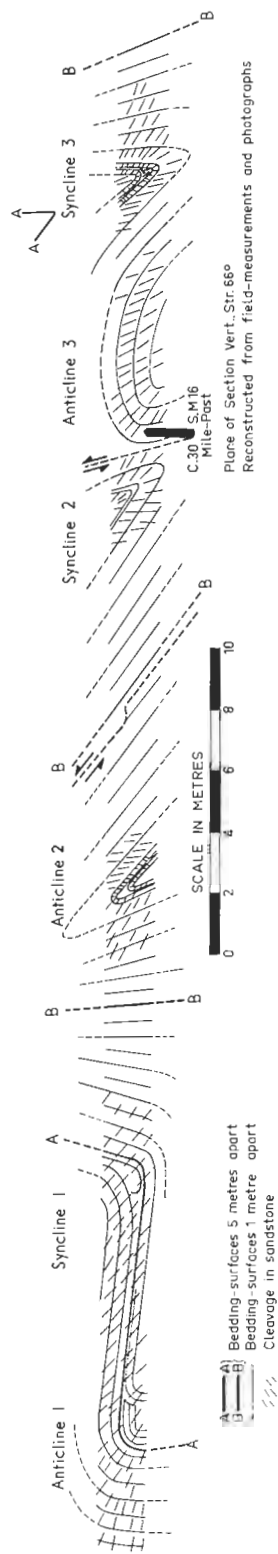 Anticline 1
Syncline 1
Anticline 2
Syncline 2
Anticline 3
Syncline 3
A
A
B
B
B
B
A
A
B
B
C.30 S.M16
Mile-Post
Plane of Section Vert., Str. 66°
Reconstructed from field-measurements and photographs
SCALE IN METRES
0 2 4 6 8 10
A A} Bedding-surfaces 5 metres apart
B B}
Bedding-surfaces 1 metre apart
Cleavage in sandstone